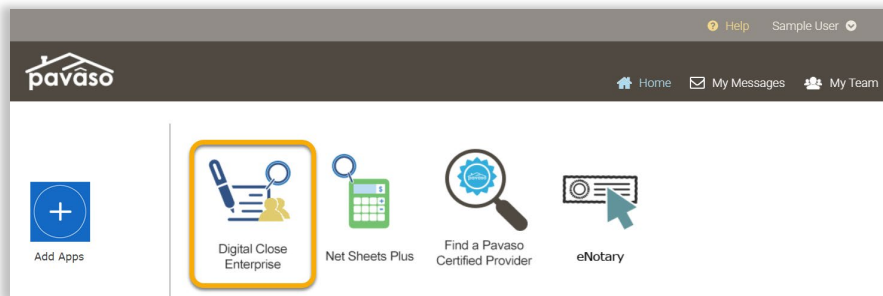 Help Sample User
pavaso
Home My Messages My Team
Add Apps
Digital Close
Enterprise
Net Sheets Plus
Find a Pavaso
Certified Provider
eNotary